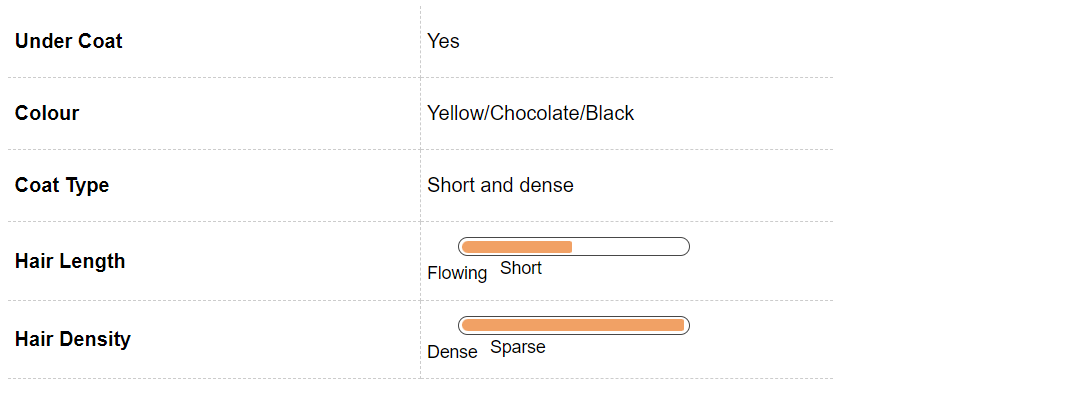 Under Coat Yes
Colour Yellow/Chocolate/Black
Coat Type Short and dense
Hair Length Flowing Short
Hair Density Dense Sparse